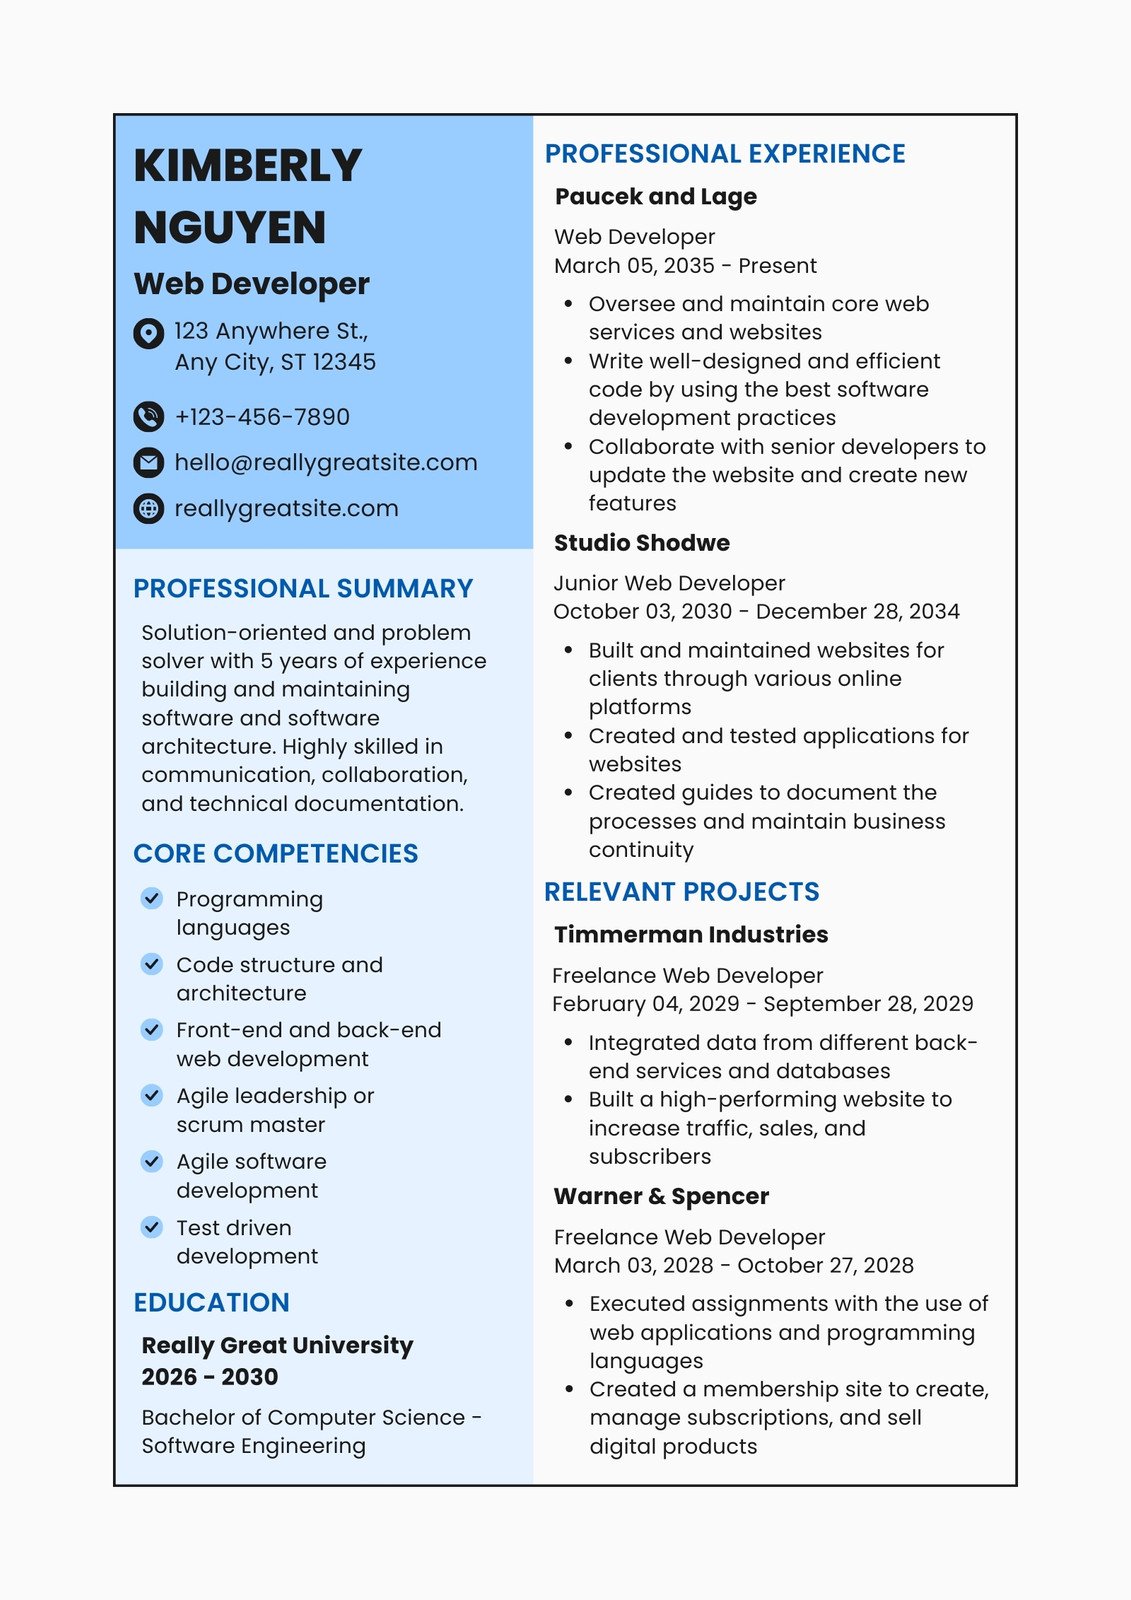 KIMBERLY
NGUYEN
Web Developer
123 Anywhere St.,
Any City, ST 12345
+123-456-7890
hello@reallygreatsite.com
reallygreatsite.com
PROFESSIONAL SUMMARY
Solution-oriented and problem
solver with 5 years of experience
building and maintaining
software and software
architecture. Highly skilled in
communication, collaboration,
and technical documentation.
CORE COMPETENCIES
Programming
languages
Code structure and
architecture
Front-end and back-end
web development
Agile leadership or
scrum master
Agile software
development
Test driven
development
EDUCATION
Really Great University
2026 - 2030
Bachelor of Computer Science -
Software Engineering
PROFESSIONAL EXPERIENCE
Paucek and Lage
Web Developer
March 05, 2035 - Present
• Oversee and maintain core web
services and websites
• Write well-designed and efficient
code by using the best software
development practices
• Collaborate with senior developers to
update the website and create new
features
Studio Shodwe
Junior Web Developer
October 03, 2030 - December 28, 2034
• Built and maintained websites for
clients through various online
platforms
• Created and tested applications for
websites
• Created guides to document the
processes and maintain business
continuity
RELEVANT PROJECTS
Timmerman Industries
Freelance Web Developer
February 04, 2029 - September 28, 2029
• Integrated data from different back-
end services and databases
• Built a high-performing website to
increase traffic, sales, and
subscribers
Warner & Spencer
Freelance Web Developer
March 03, 2028 - October 27, 2028
• Executed assignments with the use of
web applications and programming
languages
• Created a membership site to create,
manage subscriptions, and sell
digital products